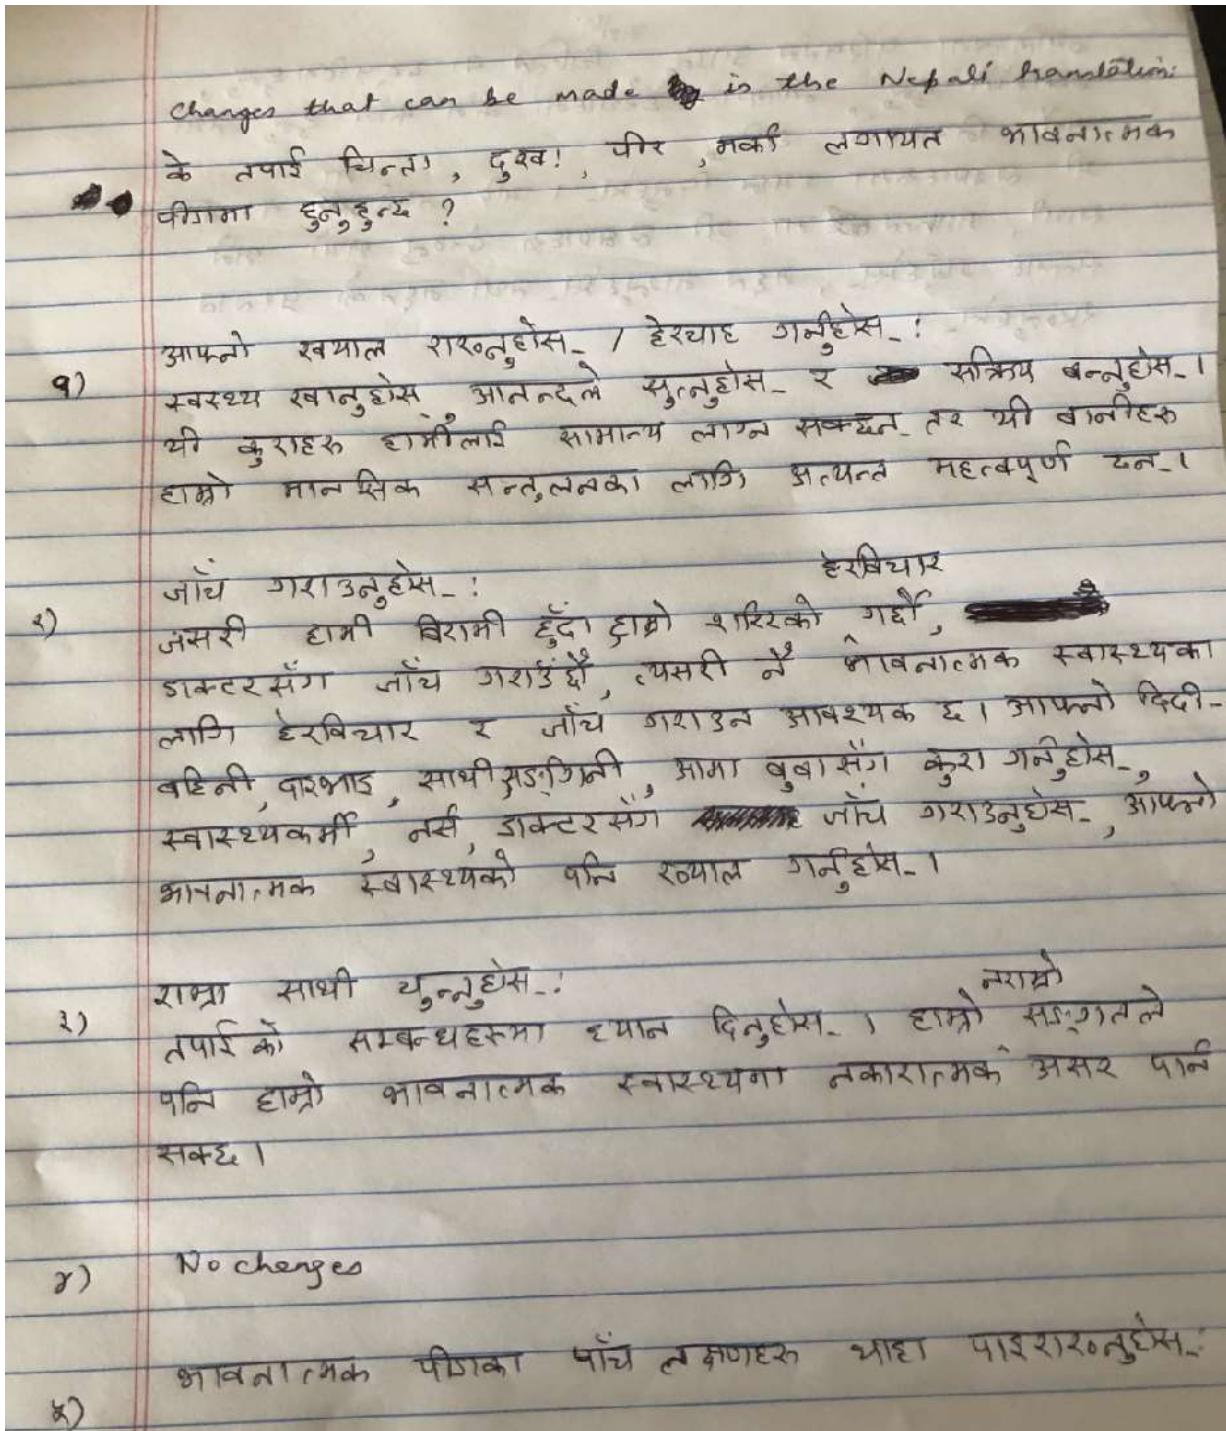 Changes that can be made is the Nepali translation:
के तपाई चिन्ता, दुख!, पीर, मर्का लगायत भावनात्मक
पीडामा हुनुहुन्छ ?
आफ्नो खयाल राख्नुहोस् / हेरचाह गर्नुहोस् :
१) स्वस्थ्य खानुहोस्, आनन्दले सुत्नुहोस् र सक्रिय बन्नुहोस् ।
यी कुराहरु हामीलाई सामान्य लाग्न सक्छन् तर यी बानीहरु
हाम्रो मानसिक सन्तुलनका लागि अत्यन्त महत्वपूर्ण छन् ।
जाँच गराउनुहोस् :
हेरबिचार
२) जसरी हामी बिरामी हुँदा हाम्रो शरिरको गर्छौं,
डाक्टरसँग जाँच गराउँछौं, त्यसरी नै भावनात्मक स्वास्थ्यका
लागि हेरबिचार र जाँच गराउन आवश्यक छ । आफ्नो दिदी-
बहिनी, दाइभाइ, साथी सङ्गिनी, आमा बुवासँग कुरा गर्नुहोस्,
स्वास्थ्यकर्मी, नर्स, डाक्टरसँग जाँच गराउनुहोस्, आफ्नो
भावनात्मक स्वास्थ्यको पनि ख्याल गर्नुहोस् ।
राम्रा साथी चुन्नुहोस् :
नराम्रो
३) तपाईको सम्बन्धहरुमा ध्यान दिनुहोस् । हाम्रो सङ्गतले
पनि हाम्रो भावनात्मक स्वास्थ्यमा नकारात्मक असर पार्न
सक्छ ।
४) No changes
भावनात्मक पीडाका पाँच लक्षणहरु थाहा पाइराख्नुहोस् :
५)